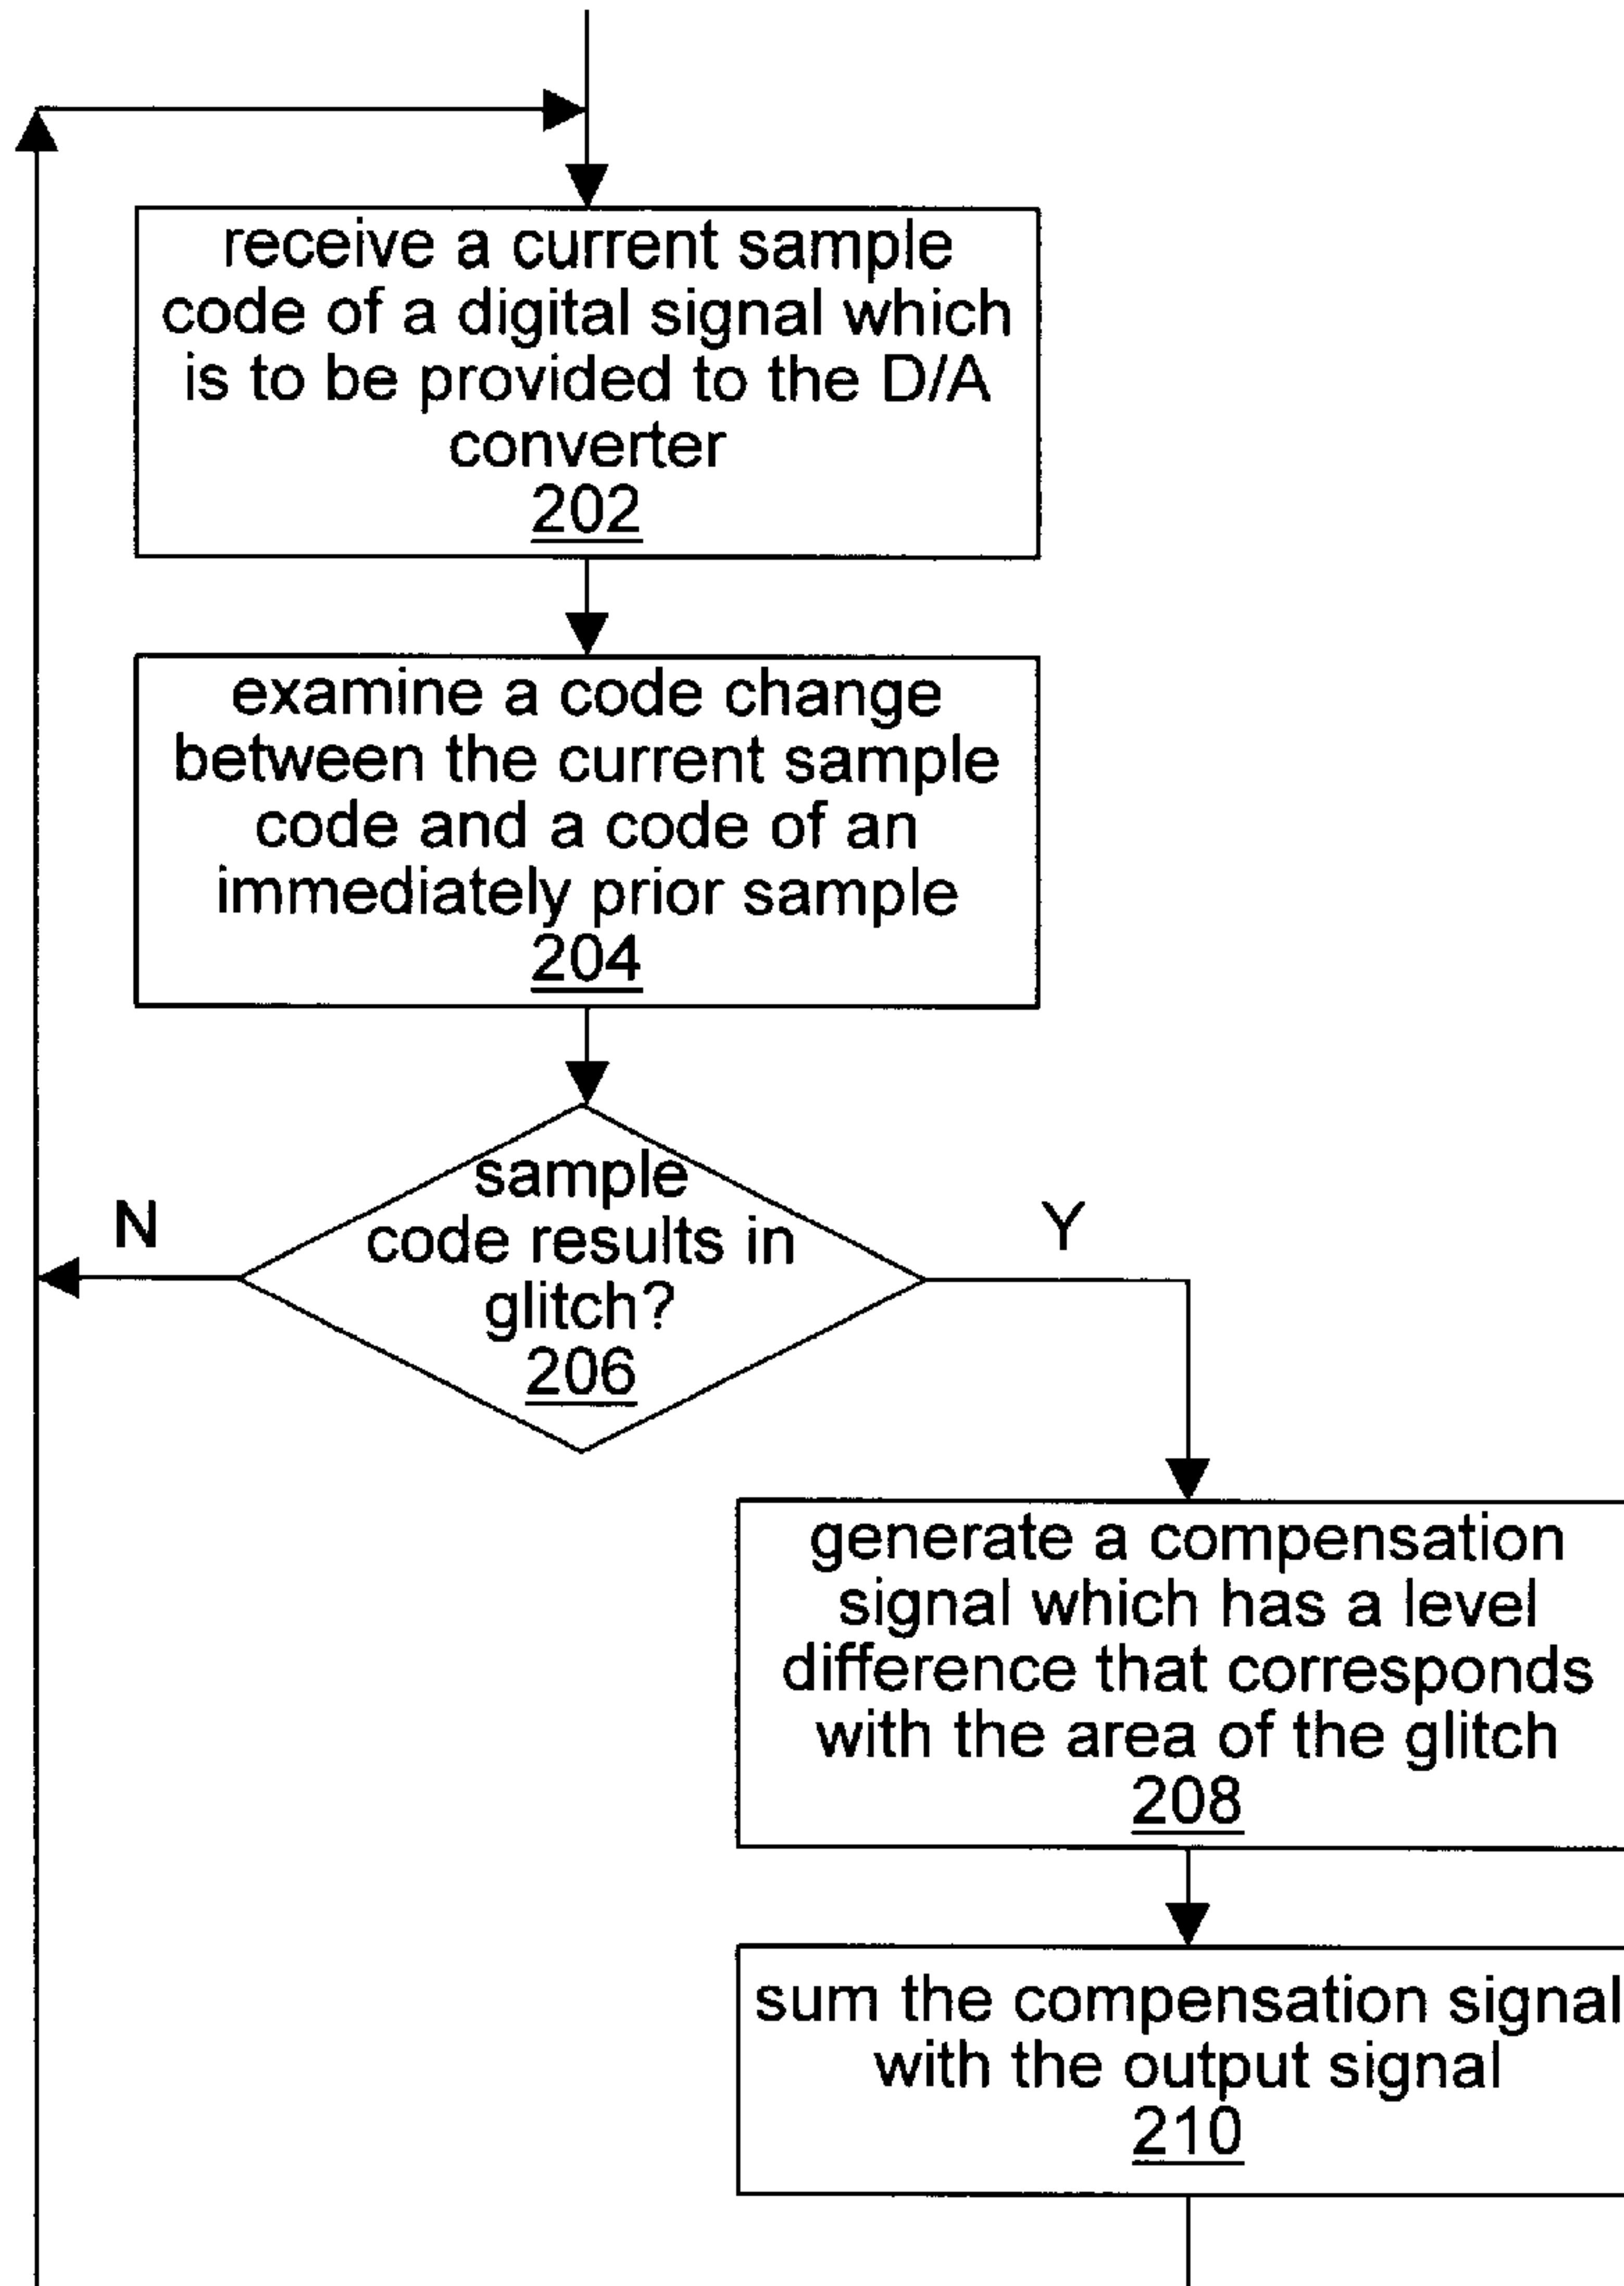 receive a current sample
code of a digital signal which
is to be provided to the D/A
converter
202
examine a code change
between the current sample
code and a code of an
immediately prior sample
204
sample
code results in
glitch?
206
N
Y
generate a compensation
signal which has a level
difference that corresponds
with the area of the glitch
208
sum the compensation signal
with the output signal
210